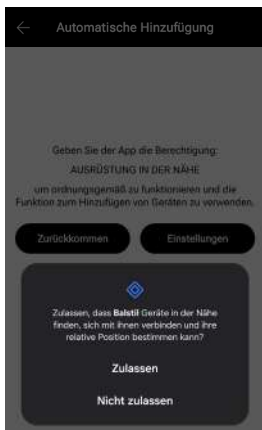 Automatische Hinzufügung
Geben Sie der App die Berechtigung:
AUSRÜSTUNG IN DER NÄHE
um ordnungsgemäß zu funktionieren und die
Funktion zum Hinzufügen von Geräten zu verwenden.
Zurückkommen
Einstellungen
Zulassen, dass Balstil Geräte in der Nähe
finden, sich mit ihnen verbinden und ihre
relative Position bestimmen kann?
Zulassen
Nicht zulassen